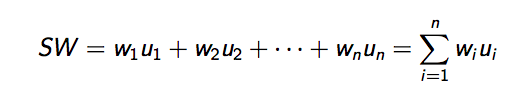 SW = w₁u₁ + w₂u₂ + ⋯ + wₙuₙ = ∑ᵢ₌₁ⁿ wᵢuᵢ